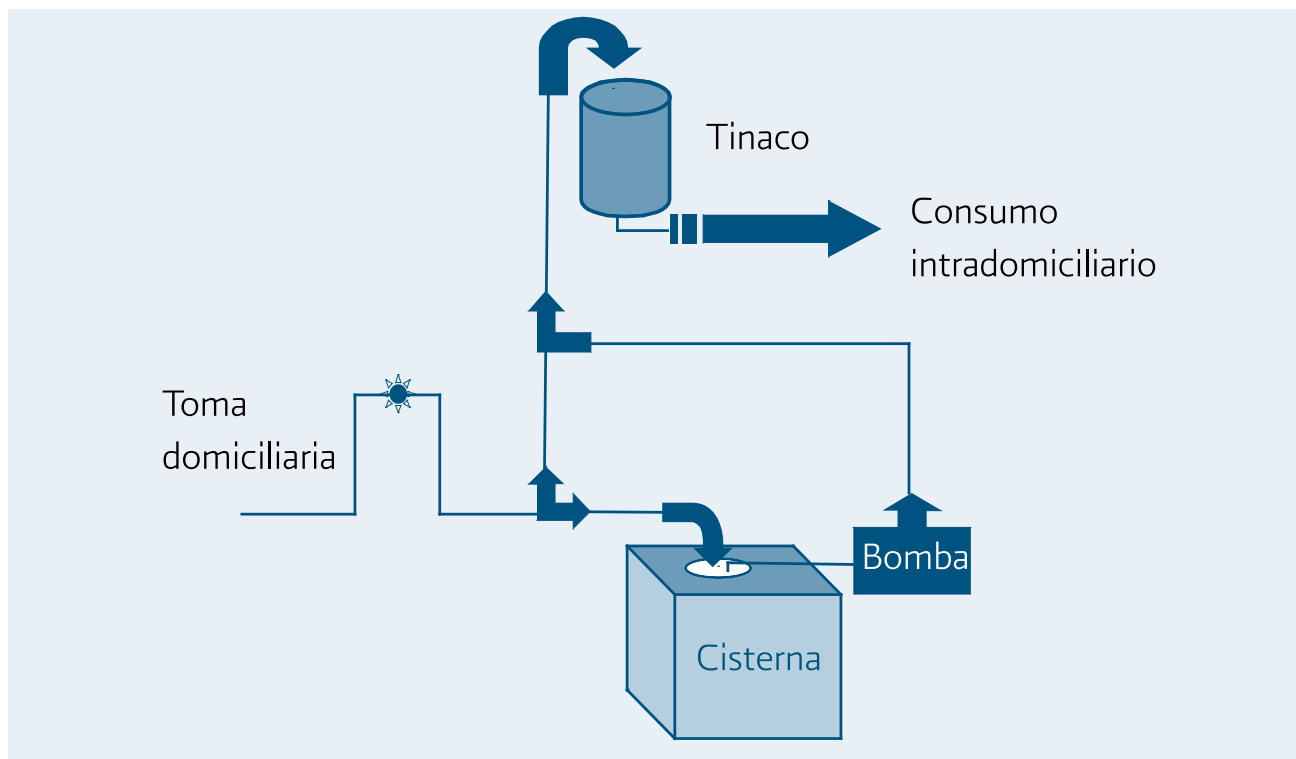 Tinaco
Consumo
intradomiciliario
Toma
domiciliaria
Bomba
Cisterna